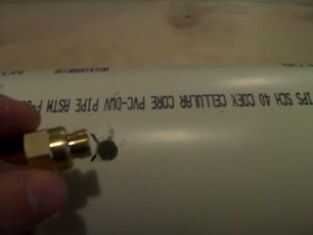 IPS SCH 40 COEX CELLULAR CORE PVC-DWV PIPE ASTM